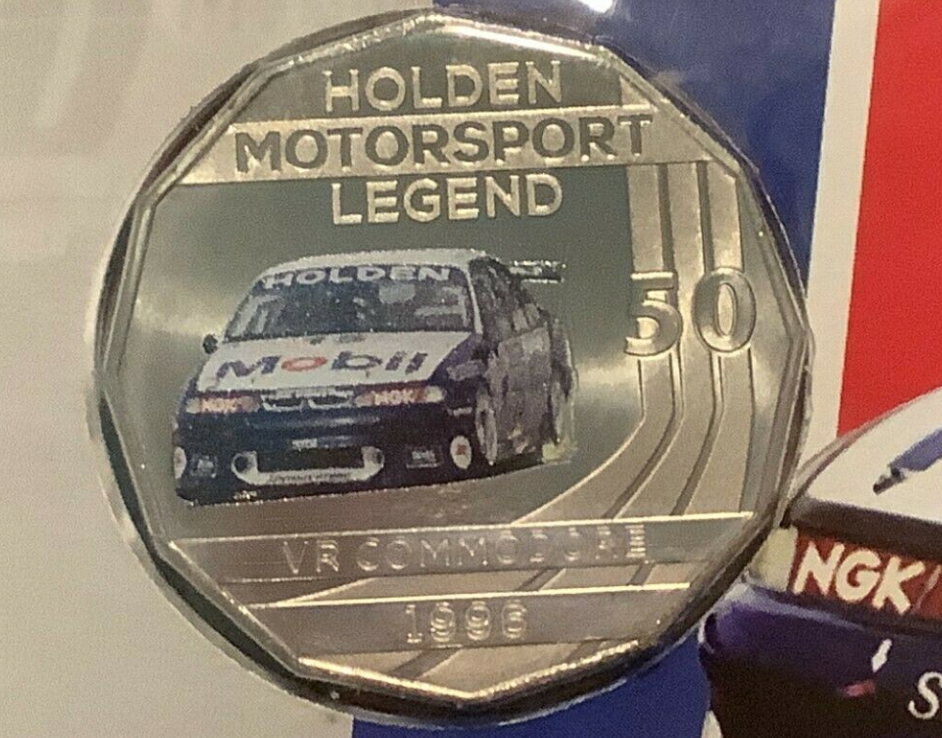 HOLDEN
MOTORSPORT
LEGEND
HOLDEN
50
Mobil
NGK NGK
VR COMMODORE
1996
NGK
S